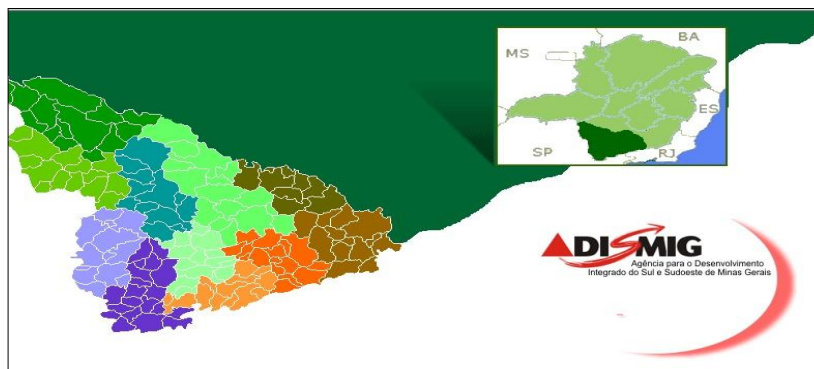 BA
MS
ES
SP
RJ
ADISMIG
Agência para o Desenvolvimento
Integrado do Sul e Sudoeste de Minas Gerais